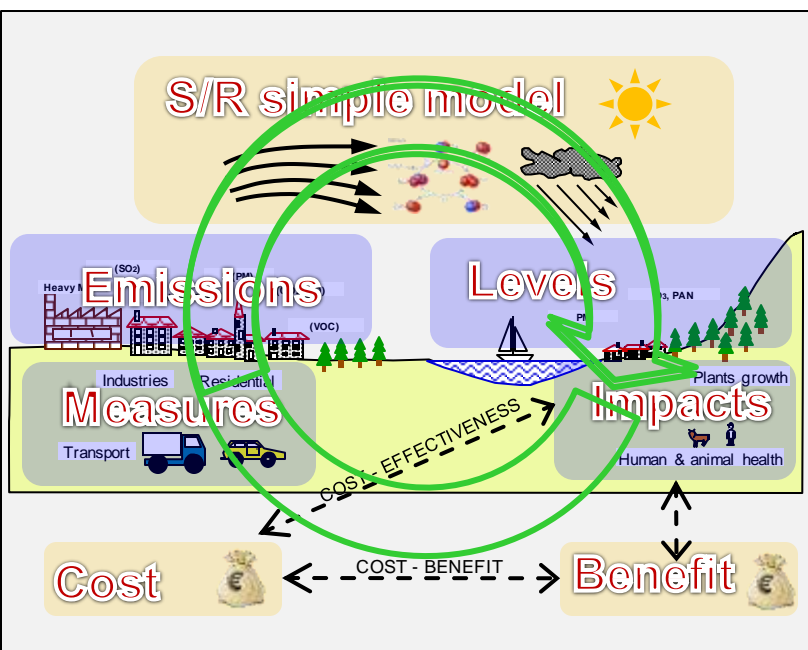 S/R simple model
Emissions
Levels
(SO₂)
(PM)
O₃, PAN
Heavy M
PM
(VOC)
Industries
Residential
Measures
Plants growth
Impacts
Transport
COST - EFFECTIVENESS
Human & animal health
Cost
COST - BENEFIT
Benefit